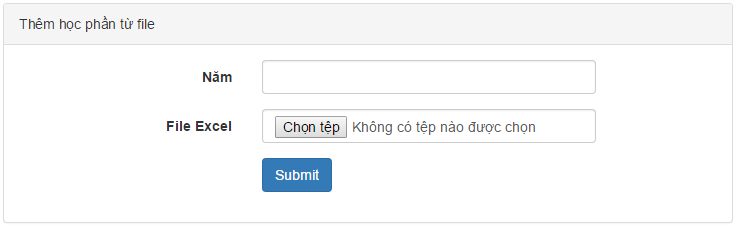 Thêm học phần từ file
Năm
File Excel Chọn tệp Không có tệp nào được chọn
Submit